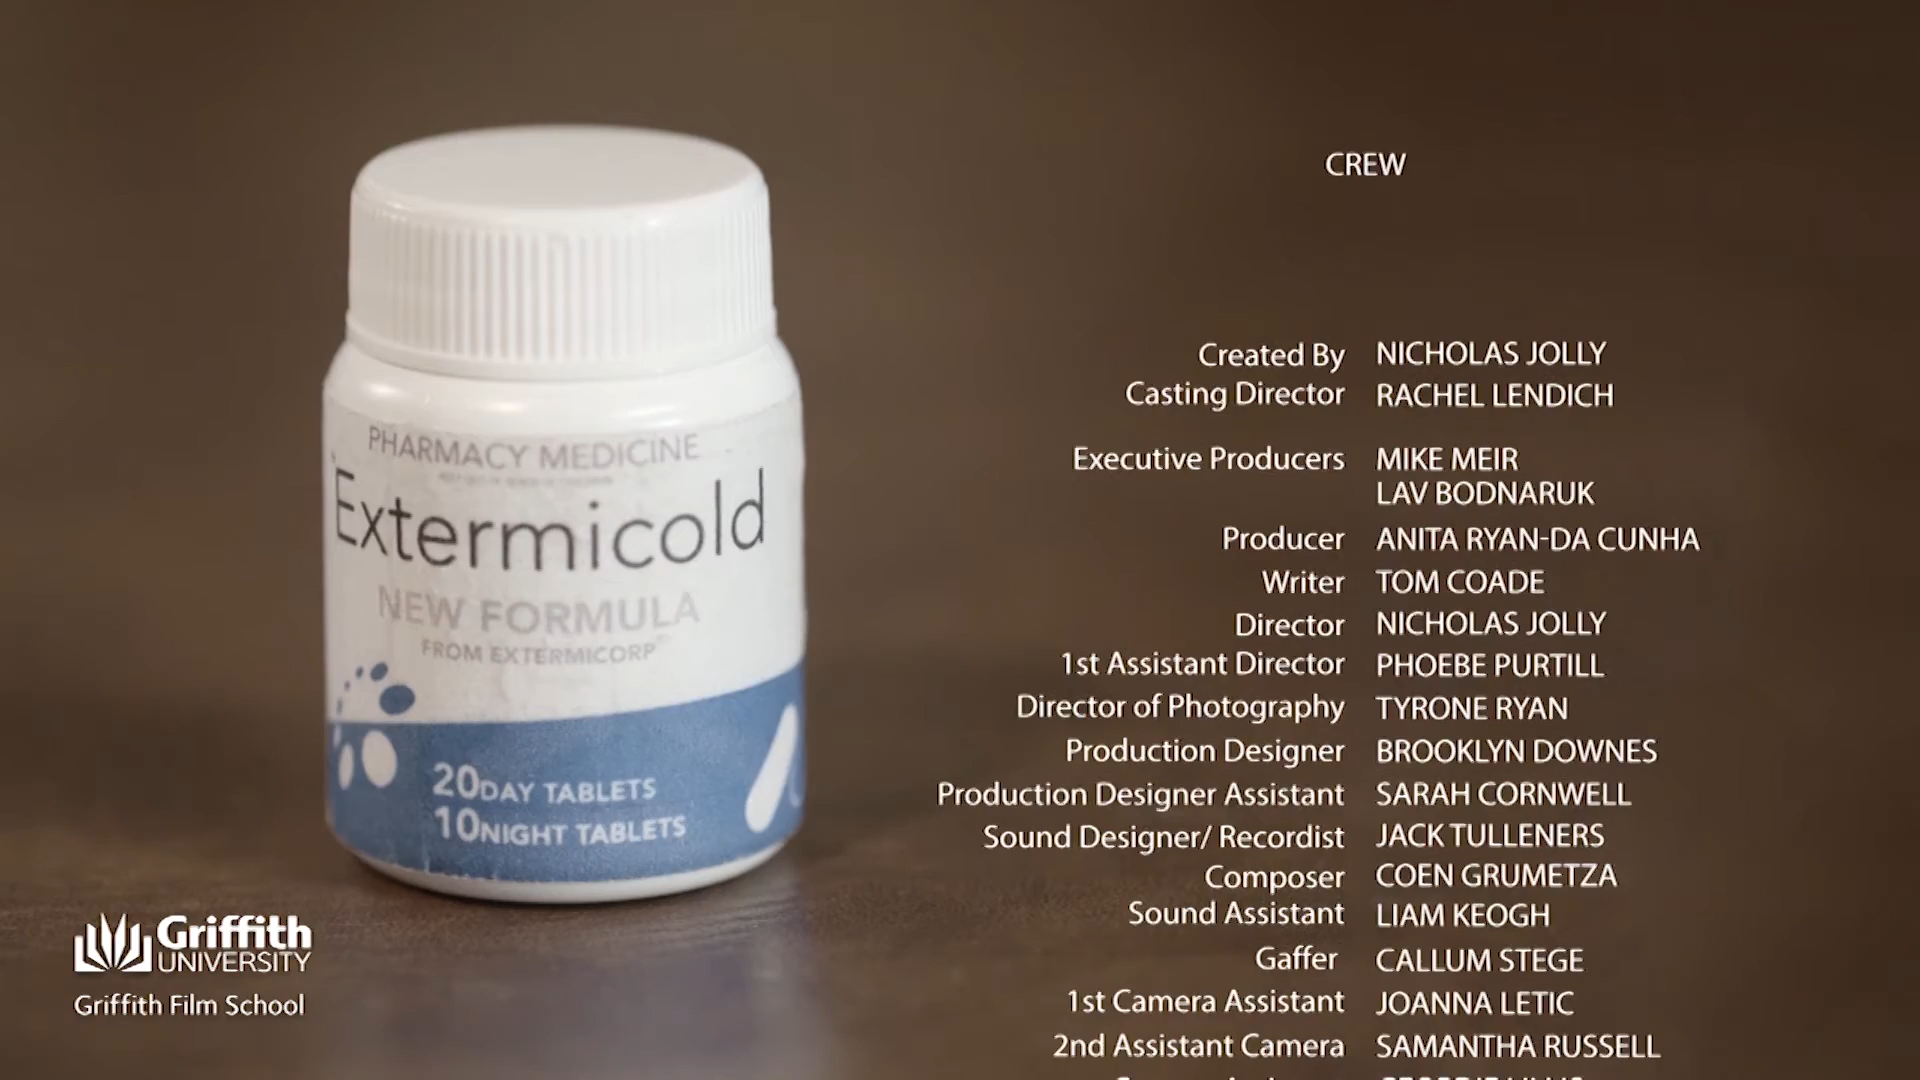 PHARMACY MEDICINE
Extermicold
NEW FORMULA
FROM EXTERMICORP
20 DAY TABLETS
10 NIGHT TABLETS
Griffith
UNIVERSITY
Griffith Film School
CREW
Created By NICHOLAS JOLLY
Casting Director RACHEL LENDICH
Executive Producers MIKE MEIR
LAV BODNARUK
Producer ANITA RYAN-DA CUNHA
Writer TOM COADE
Director NICHOLAS JOLLY
1st Assistant Director PHOEBE PURTILL
Director of Photography TYRONE RYAN
Production Designer BROOKLYN DOWNES
Production Designer Assistant SARAH CORNWELL
Sound Designer/ Recordist JACK TULLENERS
Composer COEN GRUMETZA
Sound Assistant LIAM KEOGH
Gaffer CALLUM STEGE
1st Camera Assistant JOANNA LETIC
2nd Assistant Camera SAMANTHA RUSSELL